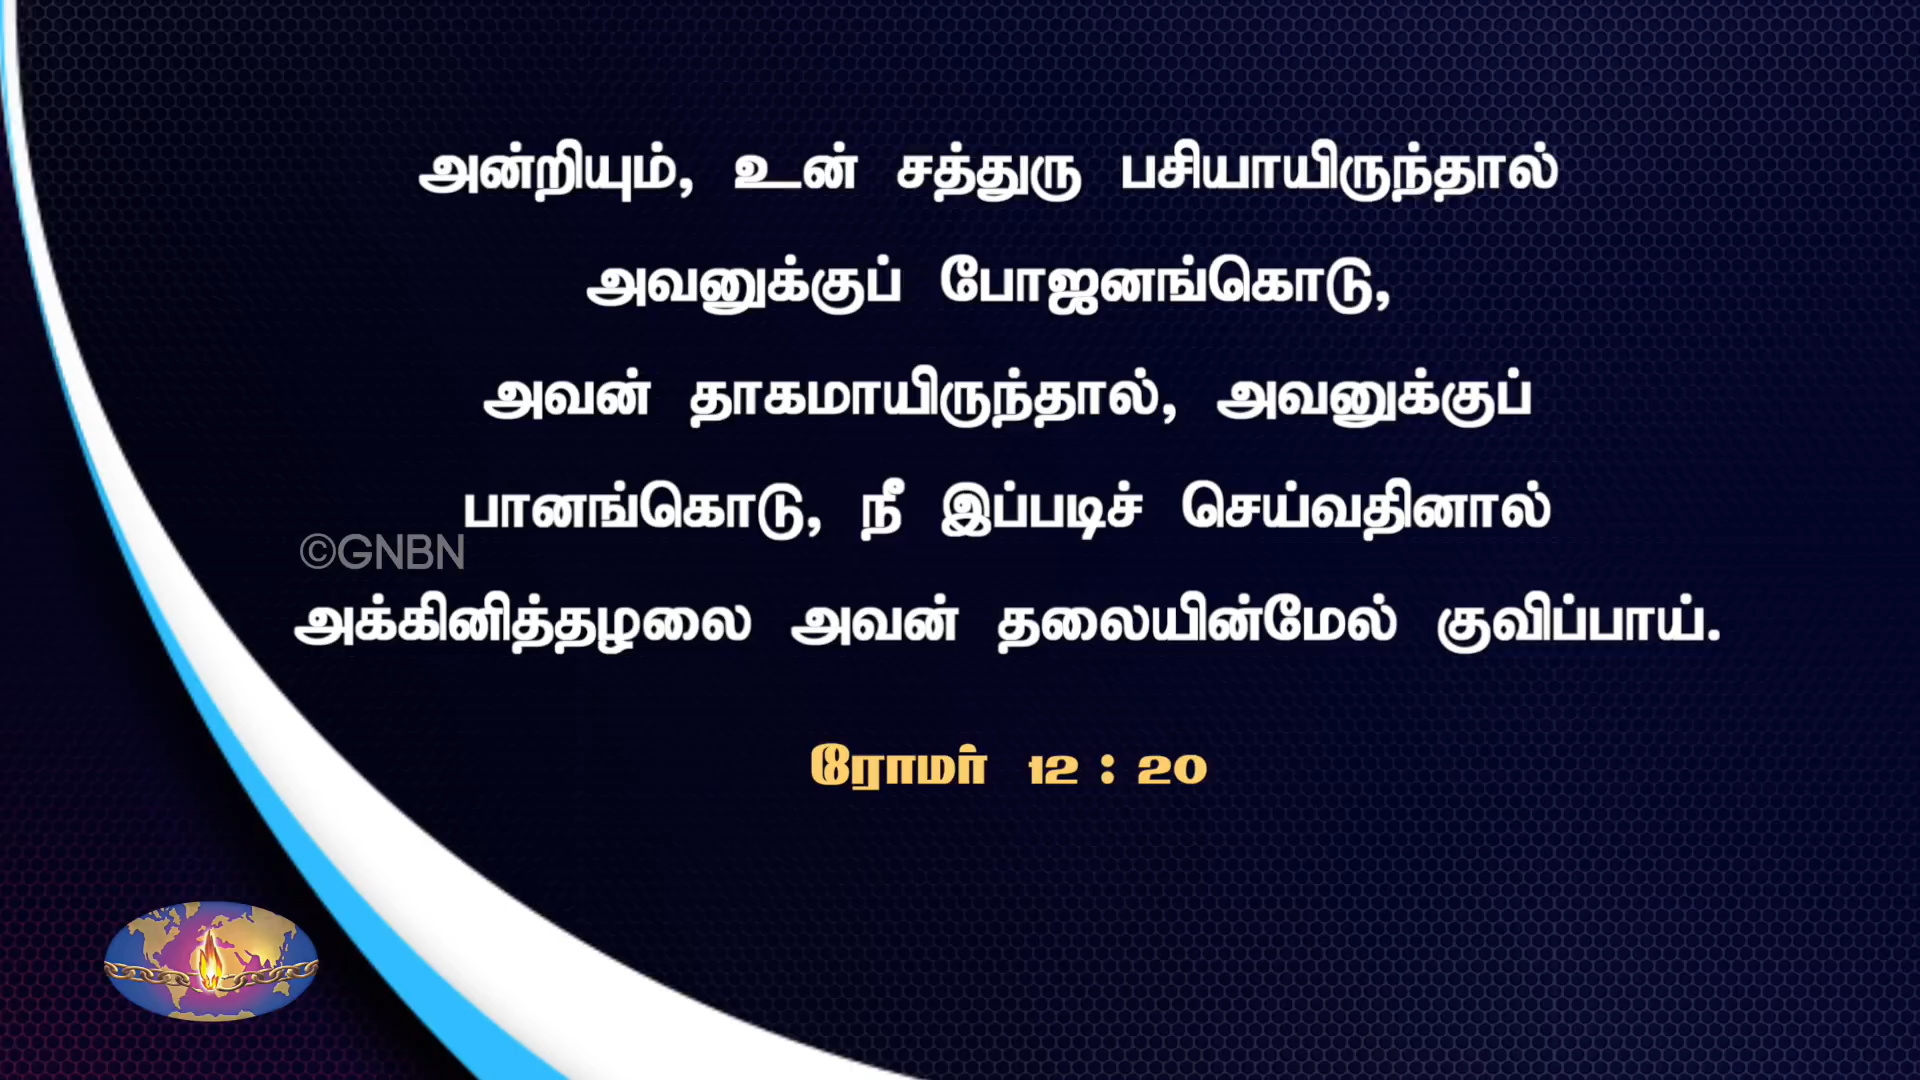 அன்றியும், உன் சத்துரு பசியாயிருந்தால்
அவனுக்குப் போஜனங்கொடு,
அவன் தாகமாயிருந்தால், அவனுக்குப்
பானங்கொடு, நீ இப்படிச் செய்வதினால்
©GNBN
அக்கினித்தழலை அவன் தலையின்மேல் குவிப்பாய்.
ரோமர் 12 : 20